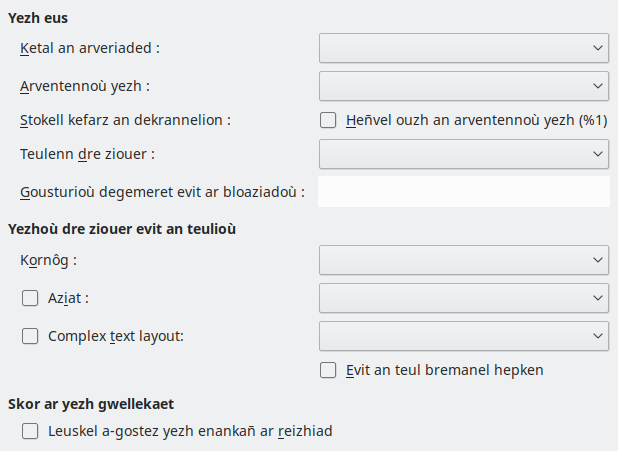 Yezh eus
Ketal an arveriaded :
Arventennoù yezh :
Stokell kefarz an dekrannelion :
Heñvel ouzh an arventennoù yezh (%1)
Teulenn dre ziouer :
Gousturioù degemeret evit ar bloaziadoù :
Yezhoù dre ziouer evit an teulioù
Kornôg :
Aziat :
Complex text layout:
Evit an teul bremanel hepken
Skor ar yezh gwellekaet
Leuskel a-gostez yezh enankañ ar reizhiad